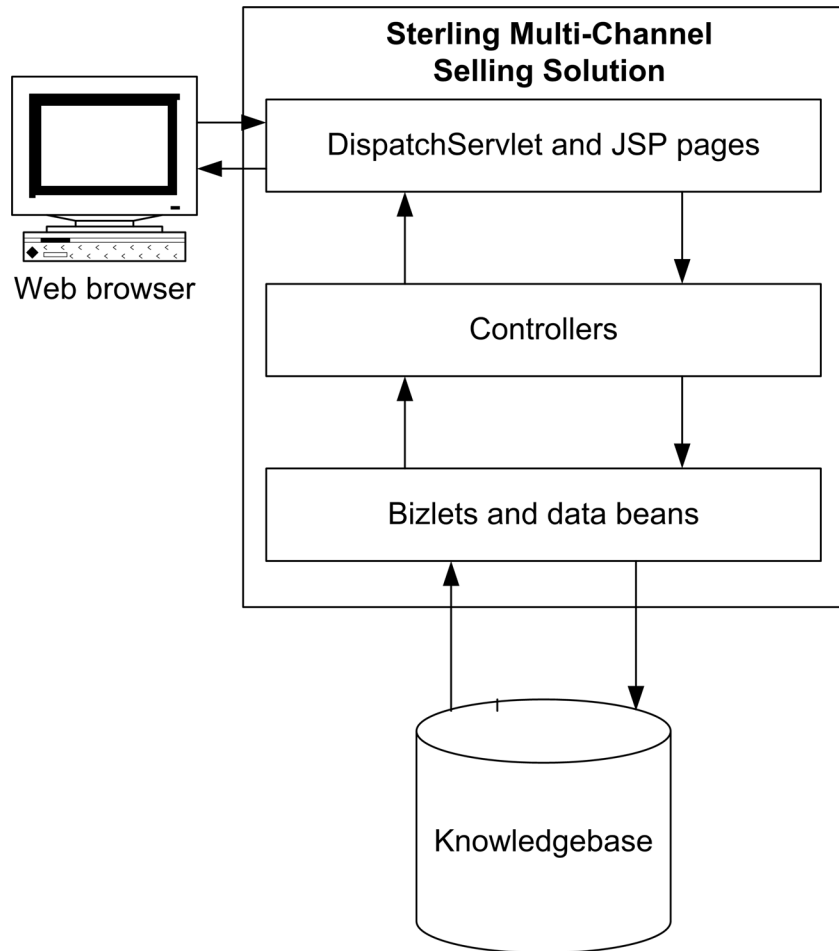 Sterling Multi-Channel
Selling Solution
DispatchServlet and JSP pages
Web browser
Controllers
Bizlets and data beans
Knowledgebase